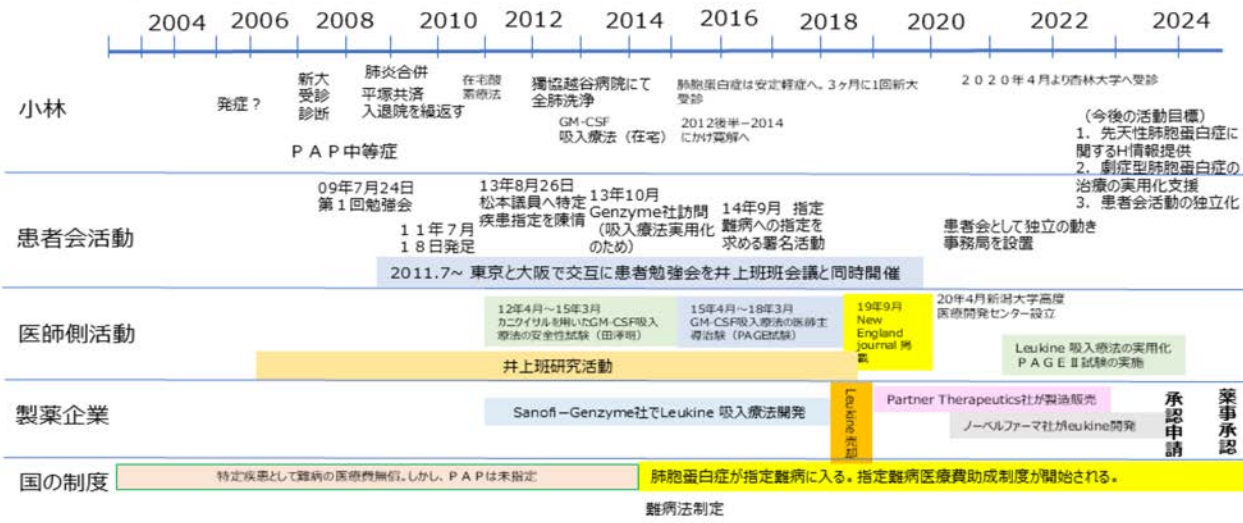 2004 2006 2008 2010 2012 2014 2016 2018 2020 2022 2024
小林
発症？
新大
受診
診断
肺炎合併
平塚共済
入退院を繰返す
在宅酸
素療法
獨協越谷病院にて
全肺洗浄
GM-CSF
吸入療法（在宅）
肺胞蛋白症は安定軽症へ。3ヶ月に1回新大
受診
2012後半－2014
にかけ寛解へ
２０２０年４月より杏林大学へ受診
ＰＡＰ中等症
（今後の活動目標）
1．先天性肺胞蛋白症に
関するH情報提供
2．劇症型肺胞蛋白症の
治療の実用化支援
3．患者会活動の独立化
患者会活動
09年7月24日
第１回勉強会
１１年７月
１８日発足
13年8月26日
松本議員へ特定
疾患指定を陳情
13年10月
Genzyme社訪問
（吸入療法実用化
のため）
14年9月 指定
難病への指定を
求める署名活動
患者会として独立の動き
事務局を設置
2011.7~ 東京と大阪で交互に患者勉強会を井上班班会議と同時開催
医師側活動
12年4月～15年3月
カニクイザルを用いたGM-CSF吸入
療法の安全性試験（田澤明）
15年4月～18年3月
GM-CSF吸入療法の医師主
導治験（PAGE試験）
19年9月
New
England
journal 掲
載
20年4月新潟大学高度
医療開発センター設立
Leukine 吸入療法の実用化
ＰＡＧＥⅡ試験の実施
井上班研究活動
製薬企業
Sanofi－Genzyme社でLeukine 吸入療法開発
Leukine売却
Partner Therapeutics社が製造販売
ノーベルファーマ社がeukine開発
承認申請
薬事承認
国の制度
特定疾患として難病の医療費無償。しかし、ＰＡＰは未指定
肺胞蛋白症が指定難病に入る。指定難病医療費助成制度が開始される。
難病法制定